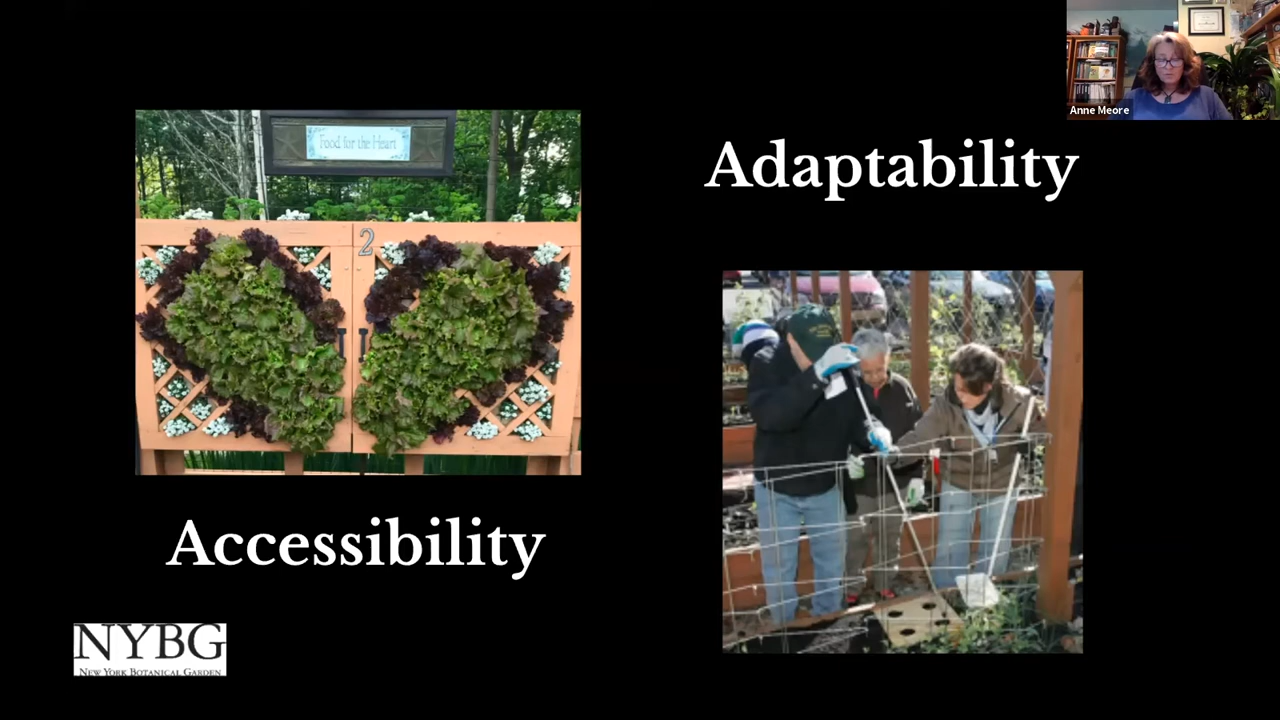 Anne Meore
Food for the Heart
2
Adaptability
Accessibility
NYBG
NEW YORK BOTANICAL GARDEN